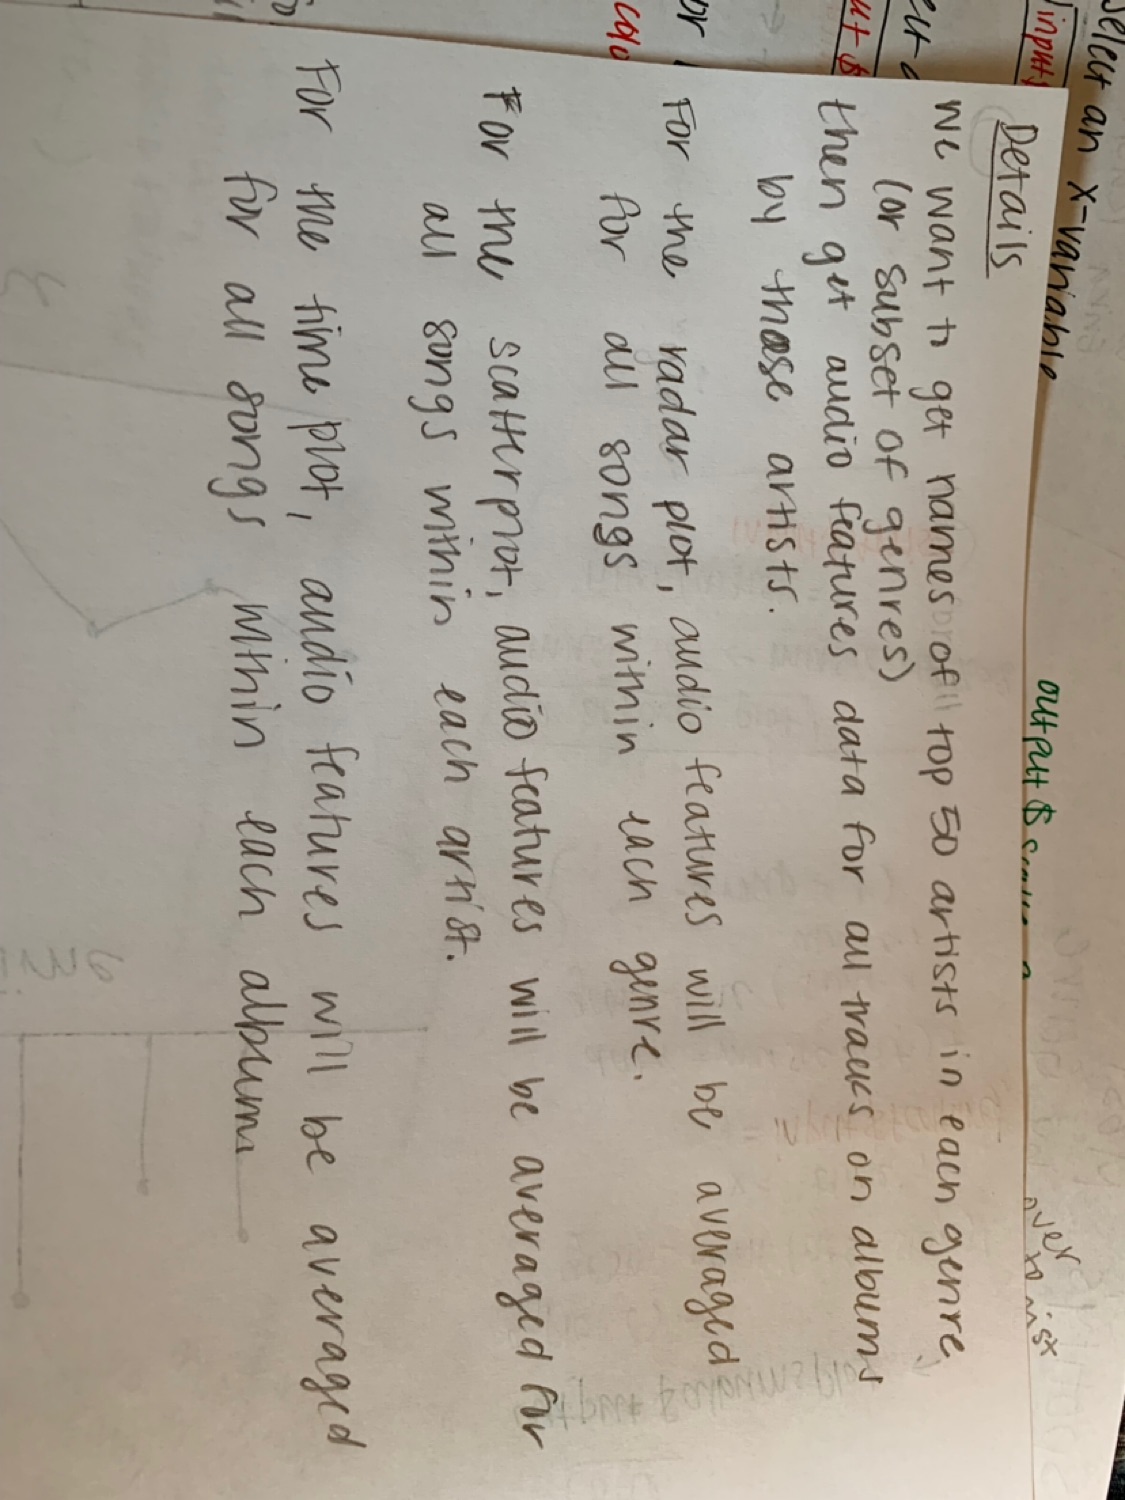 select an x-variable
input$
output $
over
to
Details
We want to get names of top 50 artists in each genre
(or subset of genres)
then get audio features data for all tracks on albums
by those artists.
For the radar plot, audio features will be averaged
for all songs within each genre.
For the scatterplot, audio features will be averaged for
all songs within each artist.
For the time plot, audio features will be averaged
for all songs within each album.